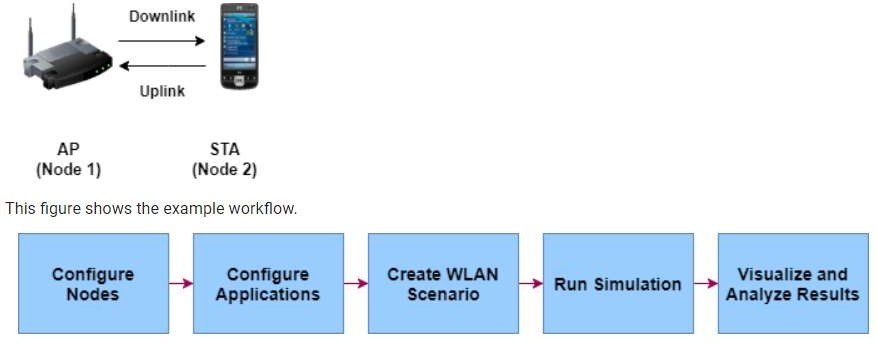 Downlink
Uplink
AP
(Node 1)
STA
(Node 2)
This figure shows the example workflow.
Configure
Nodes
Configure
Applications
Create WLAN
Scenario
Run Simulation
Visualize and
Analyze Results